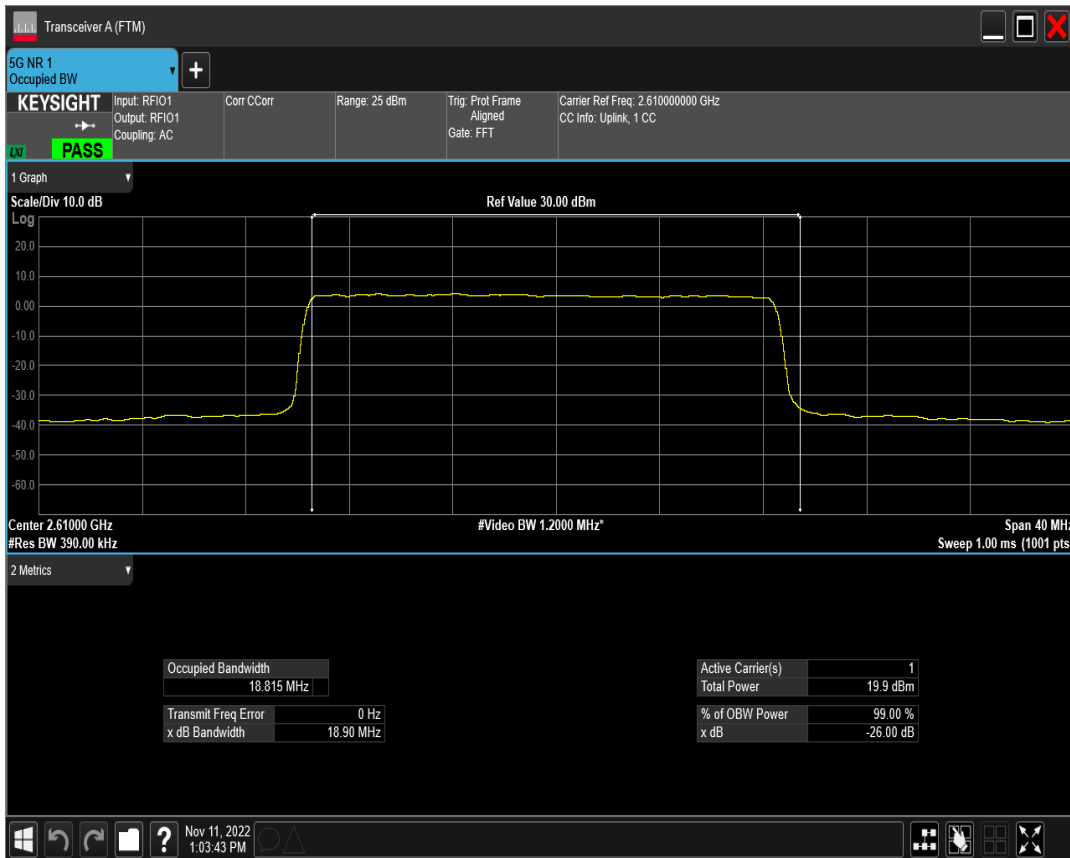 Transceiver A (FTM)
5G NR 1
Occupied BW
+
KEYSIGHT
LXI
PASS
Input: RFIO1
Output: RFIO1
Coupling: AC
Corr CCorr
Range: 25 dBm
Trig: Prot Frame
Aligned
Gate: FFT
Carrier Ref Freq: 2.610000000 GHz
CC Info: Uplink, 1 CC
1 Graph
Scale/Div 10.0 dB
Ref Value 30.00 dBm
Log
20.0
10.0
0.00
-10.0
-20.0
-30.0
-40.0
-50.0
-60.0
Center 2.61000 GHz
#Video BW 1.2000 MHz*
Span 40 MHz
#Res BW 390.00 kHz
Sweep 1.00 ms (1001 pts
2 Metrics
Occupied Bandwidth
18.815 MHz
Transmit Freq Error 0 Hz
x dB Bandwidth 18.90 MHz
Active Carrier(s) 1
Total Power 19.9 dBm
% of OBW Power 99.00 %
x dB -26.00 dB
?
Nov 11, 2022
1:03:43 PM